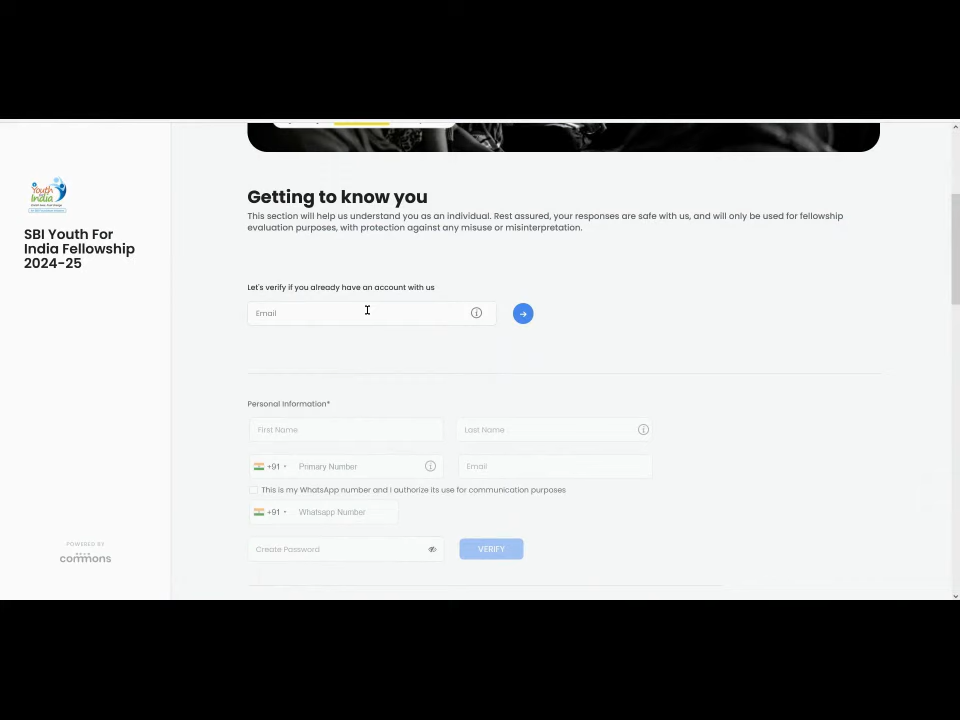 Youth
India
SBI Youth For
India Fellowship
2024-25
POWERED BY
commons
Getting to know you
This section will help us understand you as an individual. Rest assured, your responses are safe with us, and will only be used for fellowship
evaluation purposes, with protection against any misuse or misinterpretation.
Let's verify if you already have an account with us
Email
Personal Information*
First Name
Last Name
+91
Primary Number
Email
This is my WhatsApp number and I authorize its use for communication purposes
+91
Whatsapp Number
Create Password
VERIFY